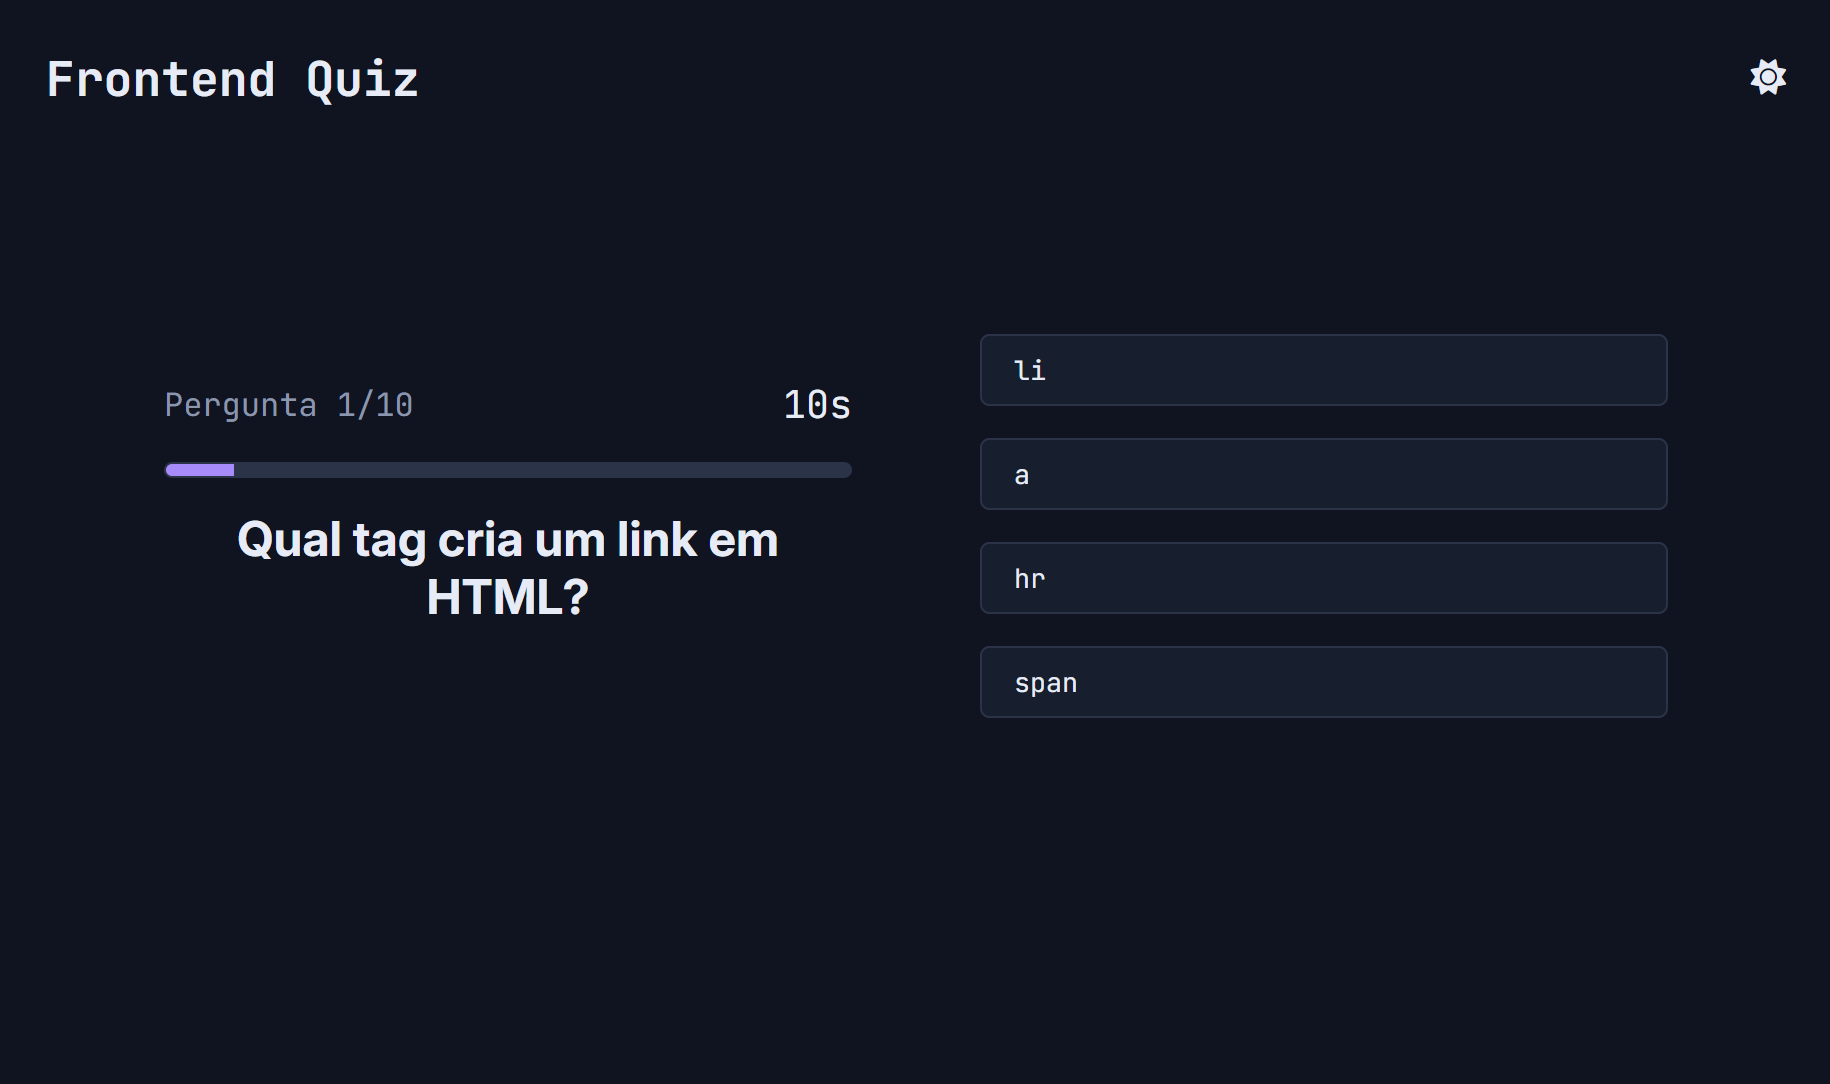 Frontend Quiz
Pergunta 1/10
10s
Qual tag cria um link em
HTML?
li
a
hr
span